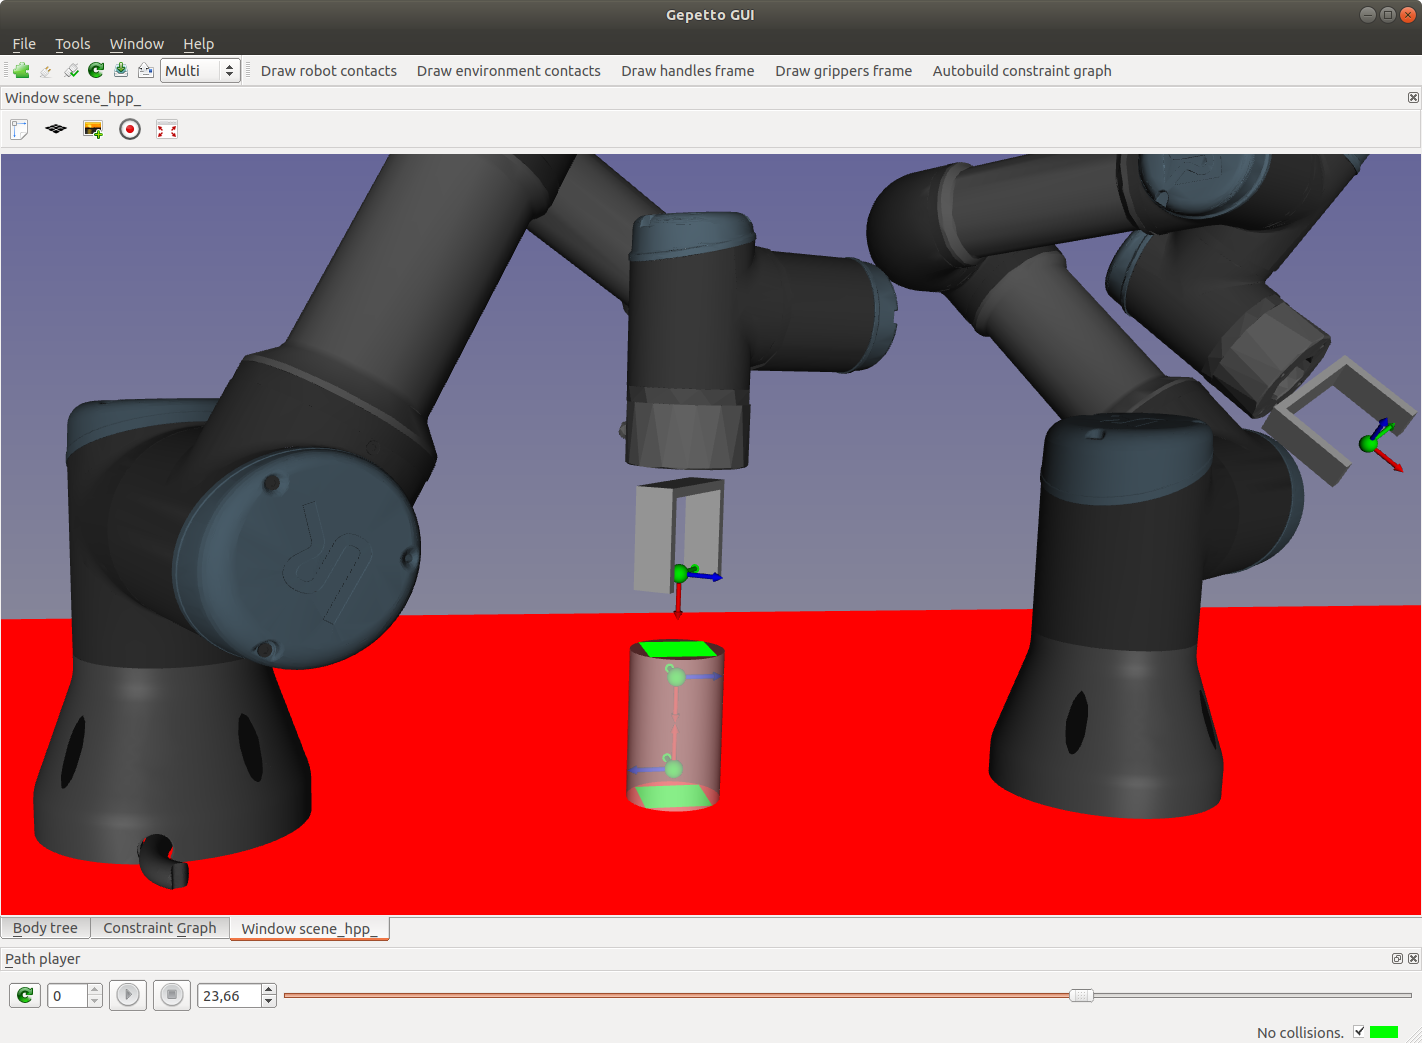 Gepetto GUI
File Tools Window Help
Multi Draw robot contacts Draw environment contacts Draw handles frame Draw grippers frame Autobuild constraint graph
Window scene_hpp_
Body tree Constraint Graph Window scene_hpp_
Path player
0 23,66
No collisions.